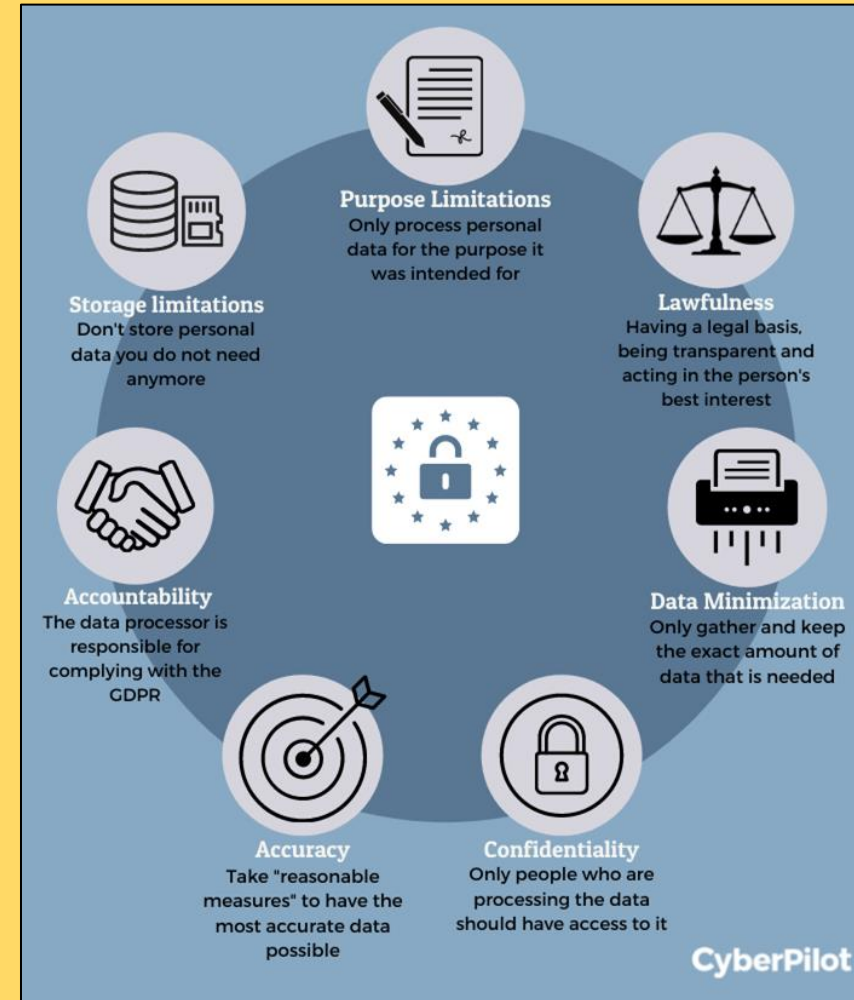 Purpose Limitations
Only process personal
data for the purpose it
was intended for
Lawfulness
Having a legal basis,
being transparent and
acting in the person's
best interest
Data Minimization
Only gather and keep
the exact amount of
data that is needed
Confidentiality
Only people who are
processing the data
should have access to it
Accuracy
Take "reasonable
measures" to have the
most accurate data
possible
Accountability
The data processor is
responsible for
complying with the
GDPR
Storage limitations
Don't store personal
data you do not need
anymore
CyberPilot